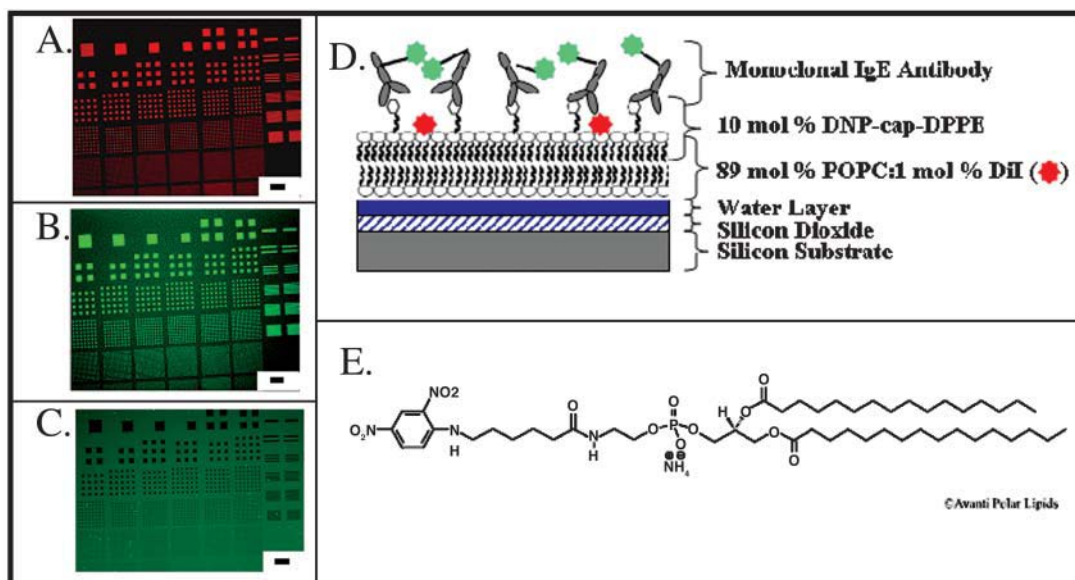 A.
B.
C.
D.
Monoclonal IgE Antibody
10 mol % DNP-cap-DPPE
89 mol % POPC:1 mol % DiI ( )
Water Layer
Silicon Dioxide
Silicon Substrate
E.
NO2
O₂N
N
H
O
N
H
O
O
P
O
O
⊕ ⊖
NH₄
H
O
O
O
O
©Avanti Polar Lipids